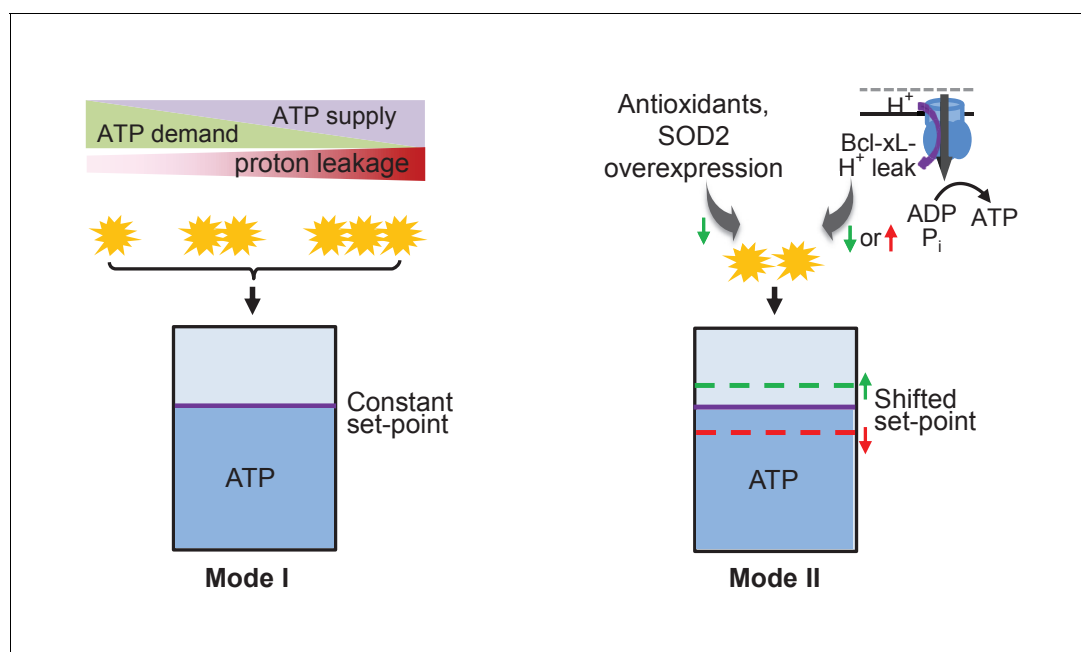 ATP supply
ATP demand
proton leakage
Constant
set-point
ATP
Mode I
Antioxidants,
SOD2
overexpression
H+
Bcl-xL-
H+ leak
ADP
Pi
ATP
or
Shifted
set-point
ATP
Mode II